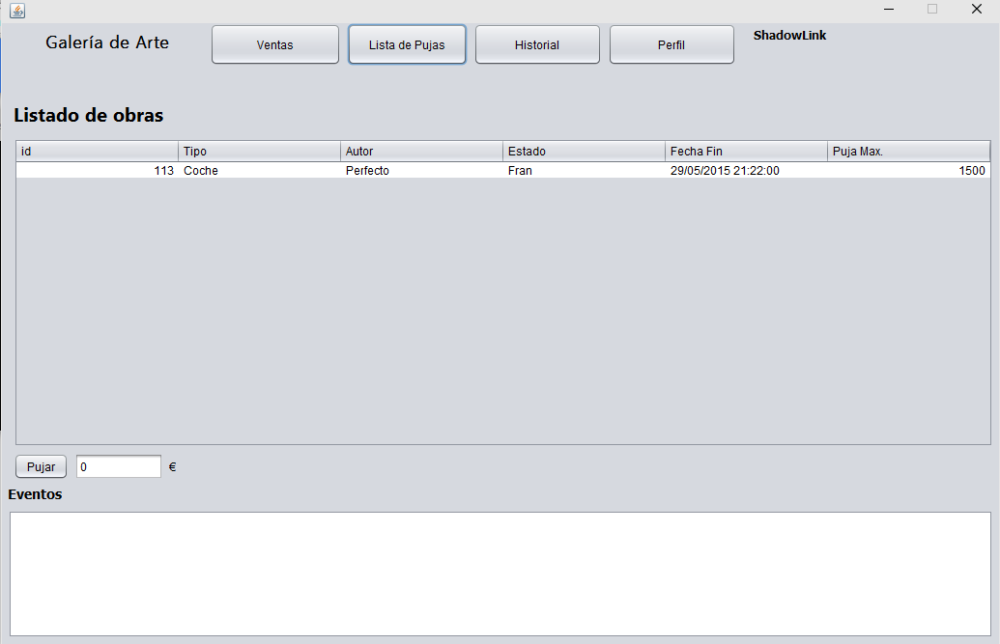 Galería de Arte Ventas Lista de Pujas Historial Perfil ShadowLink
Listado de obras
id Tipo Autor Estado Fecha Fin Puja Max.
113 Coche Perfecto Fran 29/05/2015 21:22:00 1500
Pujar 0 €
Eventos